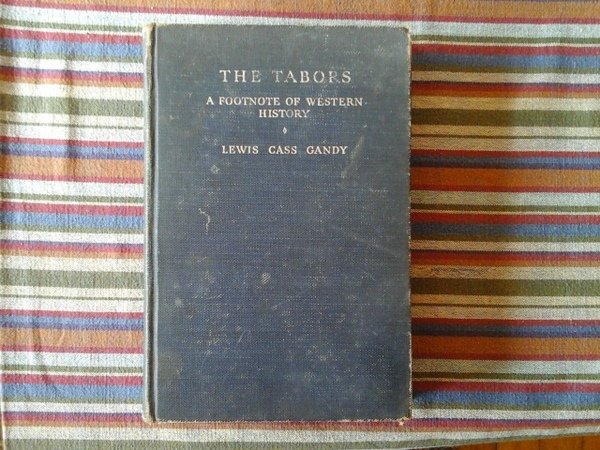 THE TABORS
A FOOTNOTE OF WESTERN
HISTORY
LEWIS CASS GANDY